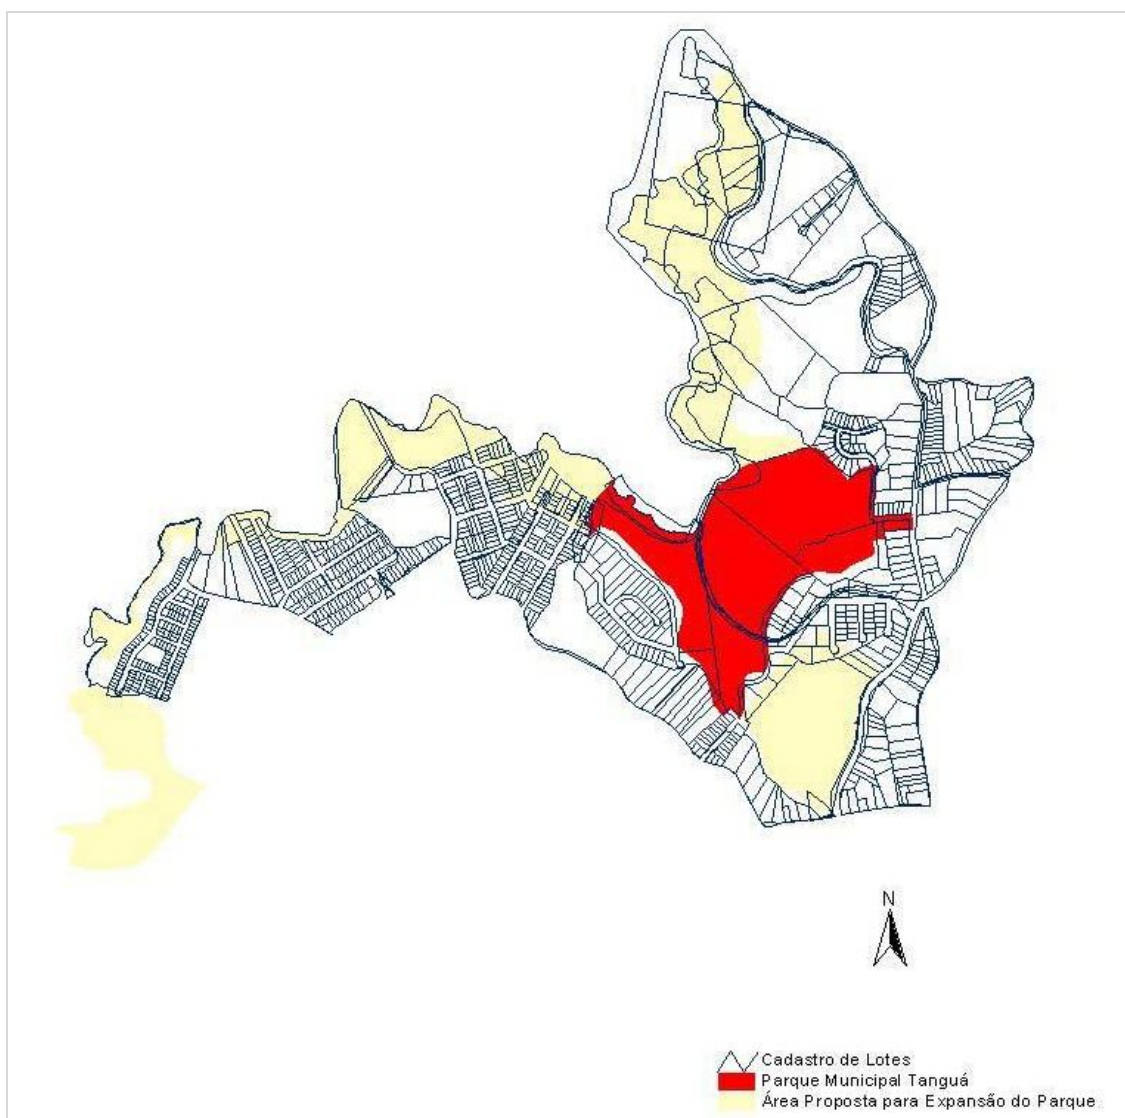 N
Cadastro de Lotes
Parque Municipal Tanguá
Área Proposta para Expansão do Parque